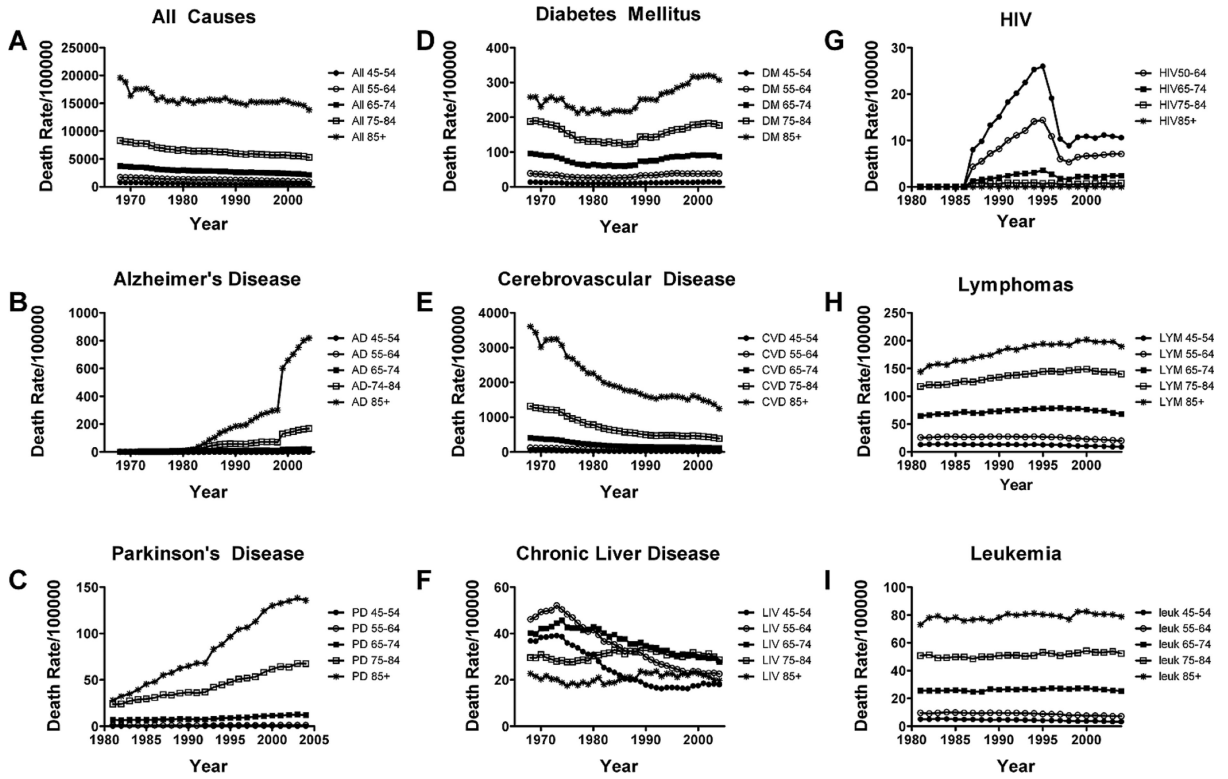 All Causes
A
Death Rate/100000
25000
20000
15000
10000
5000
0
1970 1980 1990 2000
Year
All 45-54
All 55-64
All 65-74
All 75-84
All 85+
Diabetes Mellitus
D
Death Rate/100000
400
300
200
100
0
1970 1980 1990 2000
Year
DM 45-54
DM 55-64
DM 65-74
DM 75-84
DM 85+
HIV
G
Death Rate/100000
30
20
10
0
1980 1985 1990 1995 2000
Year
HIV50-64
HIV65-74
HIV75-84
HIV85+
Alzheimer's Disease
B
Death Rate/100000
1000
800
600
400
200
0
1970 1980 1990 2000
Year
AD 45-54
AD 55-64
AD 65-74
AD-74-84
AD 85+
Cerebrovascular Disease
E
Death Rate/100000
4000
3000
2000
1000
0
1970 1980 1990 2000
Year
CVD 45-54
CVD 55-64
CVD 65-74
CVD 75-84
CVD 85+
Lymphomas
H
Death Rate/100000
250
200
150
100
50
0
1980 1985 1990 1995 2000
Year
LYM 45-54
LYM 55-64
LYM 65-74
LYM 75-84
LYM 85+
Parkinson's Disease
C
Death Rate/100000
150
100
50
0
1980 1985 1990 1995 2000 2005
Year
PD 45-54
PD 55-64
PD 65-74
PD 75-84
PD 85+
Chronic Liver Disease
F
Death Rate/100000
60
40
20
0
1970 1980 1990 2000
Year
LIV 45-54
LIV 55-64
LIV 65-74
LIV 75-84
LIV 85+
Leukemia
I
Death Rate/100000
100
80
60
40
20
0
1980 1985 1990 1995 2000
Year
leuk 45-54
leuk 55-64
leuk 65-74
leuk 75-84
leuk 85+